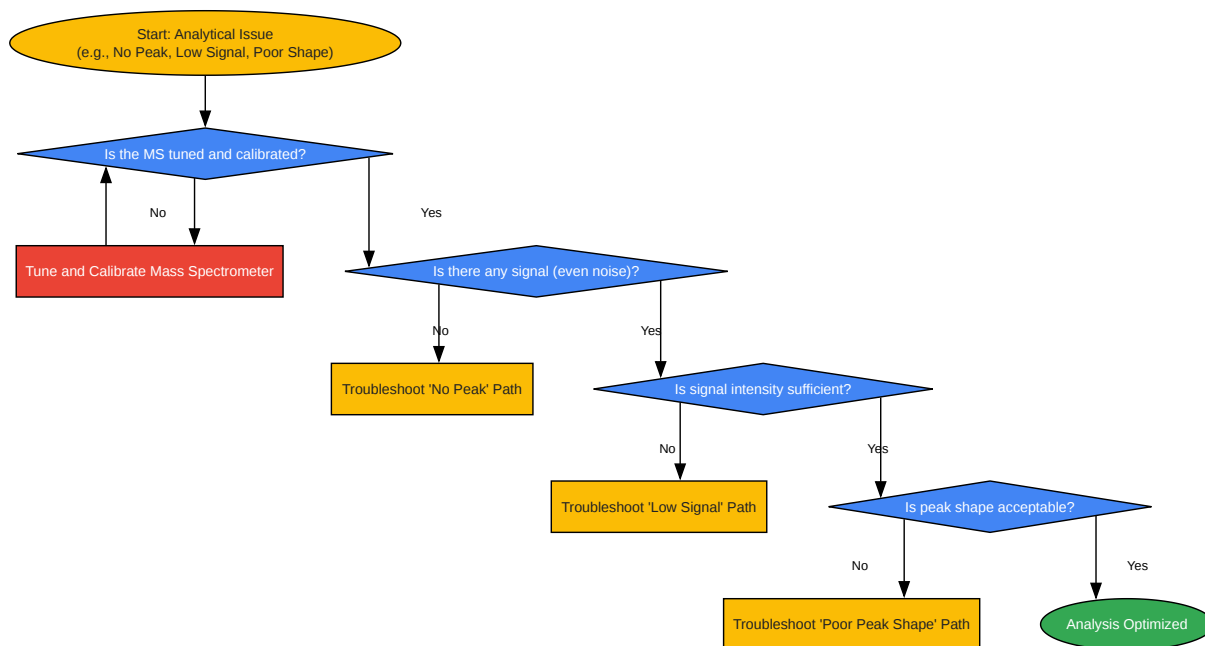 Start: Analytical Issue
(e.g., No Peak, Low Signal, Poor Shape)
Is the MS tuned and calibrated?
No
Yes
Tune and Calibrate Mass Spectrometer
Is there any signal (even noise)?
No
Yes
Troubleshoot 'No Peak' Path
Is signal intensity sufficient?
No
Yes
Troubleshoot 'Low Signal' Path
Is peak shape acceptable?
No
Yes
Troubleshoot 'Poor Peak Shape' Path
Analysis Optimized